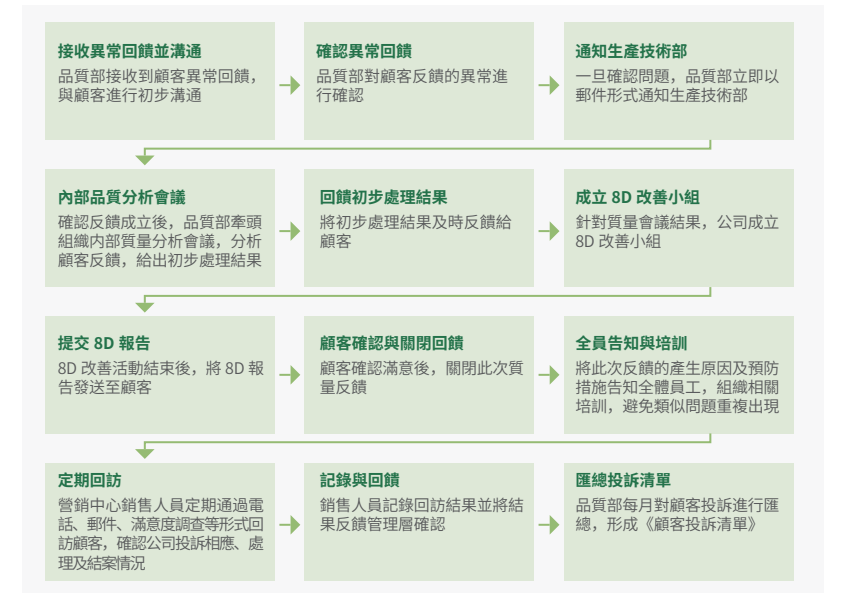 接收異常回饋並溝通
品質部接收到顧客異常回饋，
與顧客進行初步溝通
確認異常回饋
品質部對顧客反饋的異常進
行確認
通知生產技術部
一旦確認問題，品質部立即以
郵件形式通知生產技術部
內部品質分析會議
確認反饋成立後，品質部牽頭
組織内部質量分析會議，分析
顧客反饋，給出初步處理結果
回饋初步處理結果
將初步處理結果及時反饋給
顧客
成立 8D 改善小組
針對質量會議結果，公司成立
8D 改善小組
提交 8D 報告
8D 改善活動結束後，將 8D 報
告發送至顧客
顧客確認與關閉回饋
顧客確認滿意後，關閉此次質
量反饋
全員告知與培訓
將此次反饋的產生原因及預防
措施告知全體員工，組織相關
培訓，避免類似問題重複出現
定期回訪
營銷中心銷售人員定期通過電
話、郵件、滿意度調查等形式回
訪顧客，確認公司投訴相應、處
理及結案情況
記錄與回饋
銷售人員記錄回訪結果並將結
果反饋管理層確認
匯總投訴清單
品質部每月對顧客投訴進行匯
總，形成《顧客投訴清單》